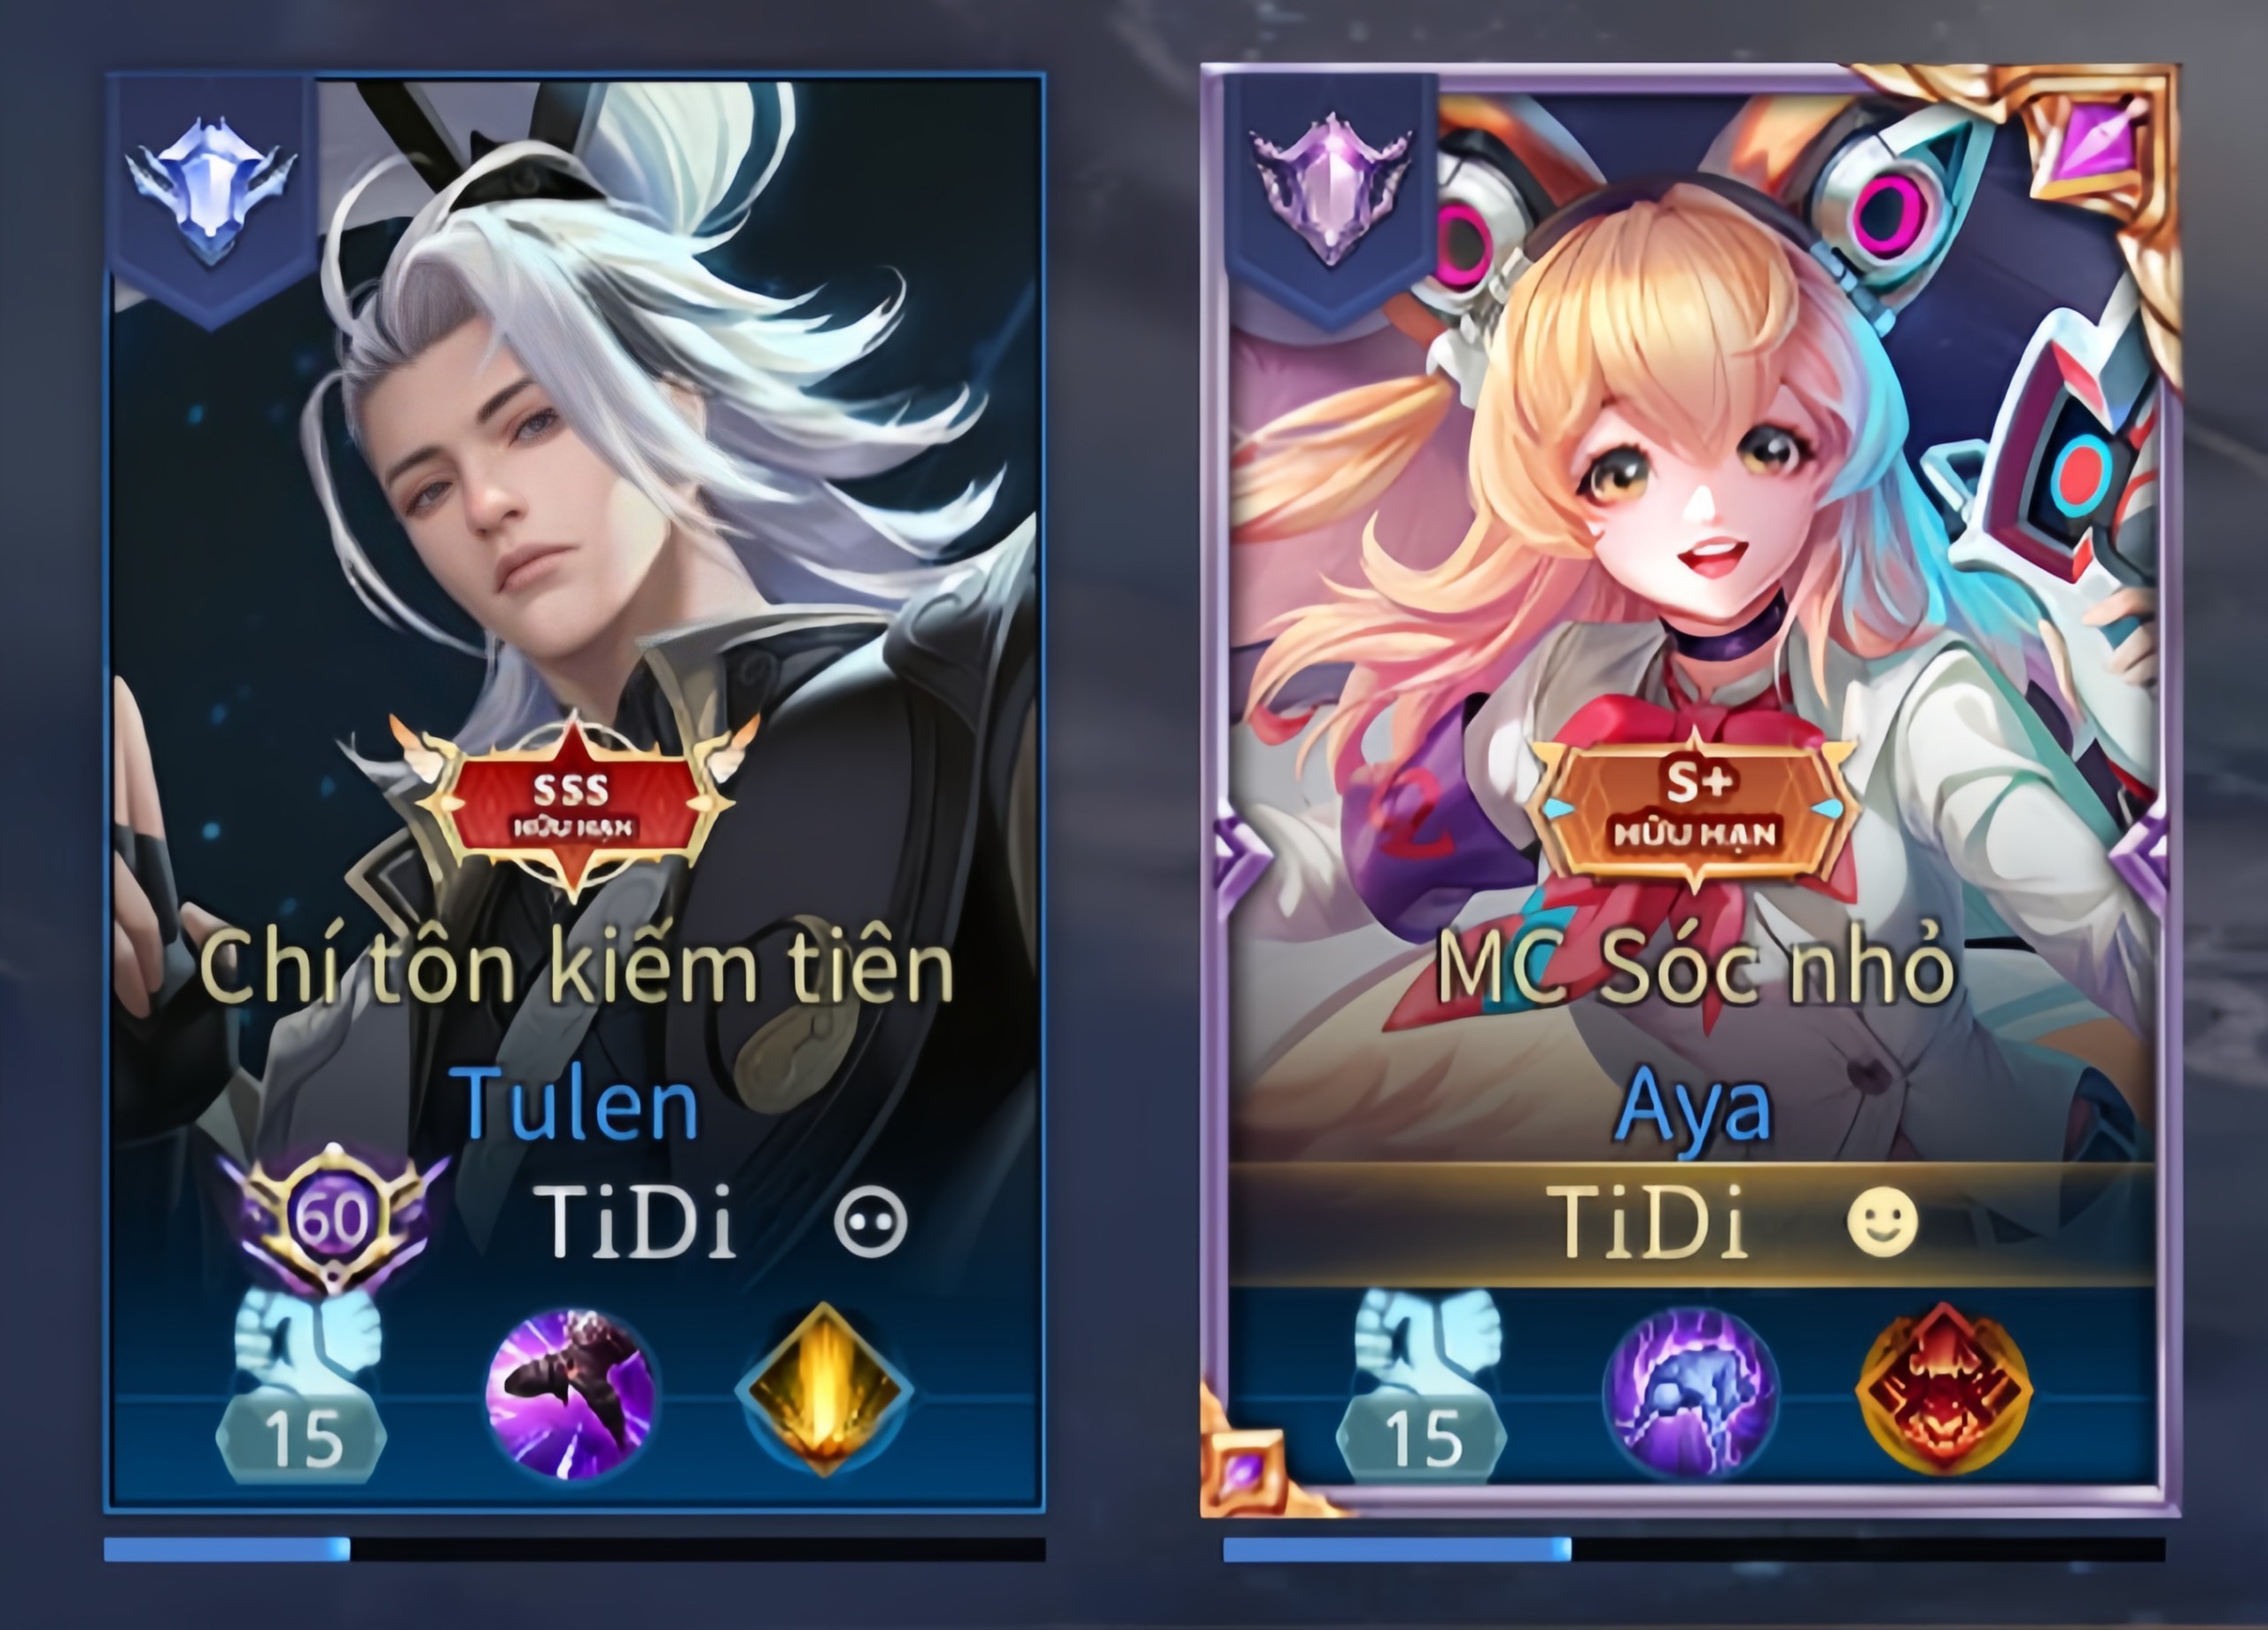 SSS
HỮU HẠN
Chí tôn kiếm tiên
Tulen
60
TiDi
15
S+
HỮU HẠN
MC Sóc nhỏ
Aya
TiDi
15